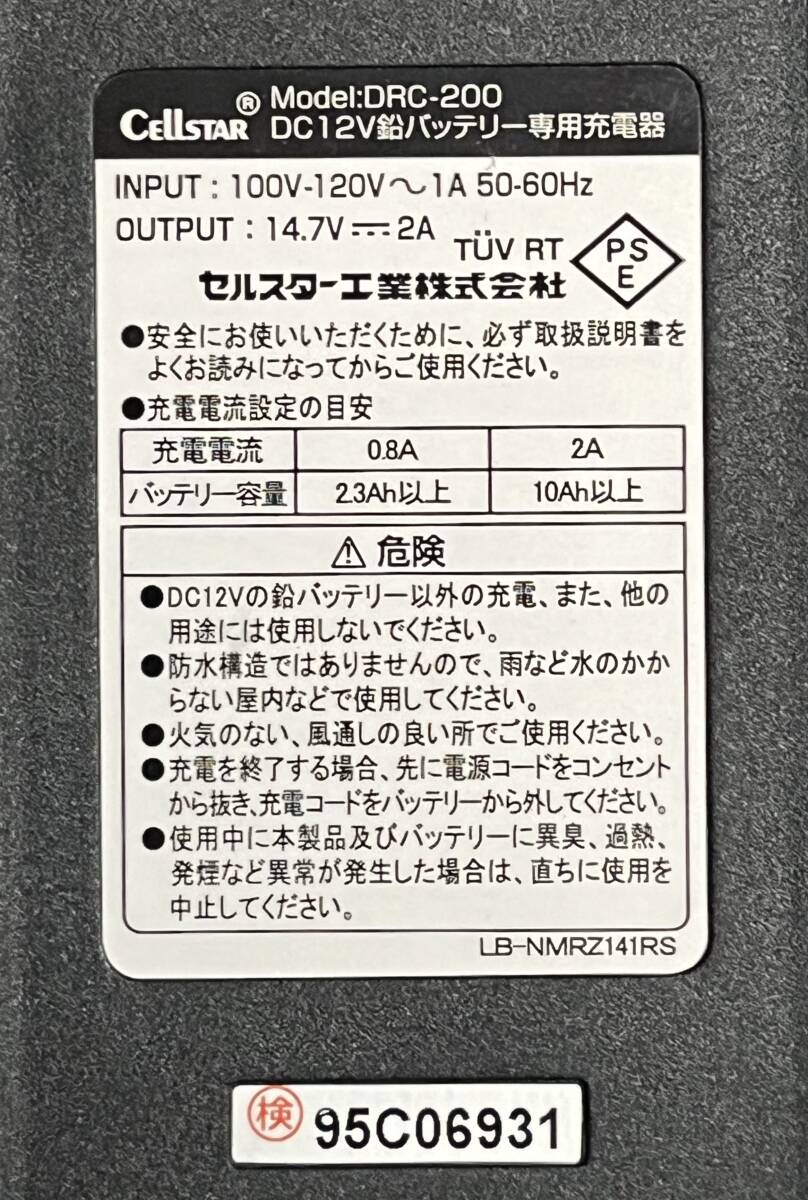 CELLSTAR® Model:DRC-200
DC12V鉛バッテリー専用充電器
INPUT : 100V-120V～1A 50-60Hz
OUTPUT : 14.7V⎓2A
TÜV RT
PS
E
セルスター工業株式会社
●安全にお使いいただくために、必ず取扱説明書を
よくお読みになってからご使用ください。
●充電電流設定の目安
充電電流 0.8A 2A
バッテリー容量 2.3Ah以上 10Ah以上
⚠ 危険
●DC12Vの鉛バッテリー以外の充電、また、他の
用途には使用しないでください。
●防水構造ではありませんので、雨など水のかか
らない屋内などで使用してください。
●火気のない、風通しの良い所でご使用ください。
●充電を終了する場合、先に電源コードをコンセント
から抜き、充電コードをバッテリーから外してください。
●使用中に本製品及びバッテリーに異臭、過熱、
発煙など異常が発生した場合は、直ちに使用を
中止してください。
LB-NMRZ141RS
検 95C06931